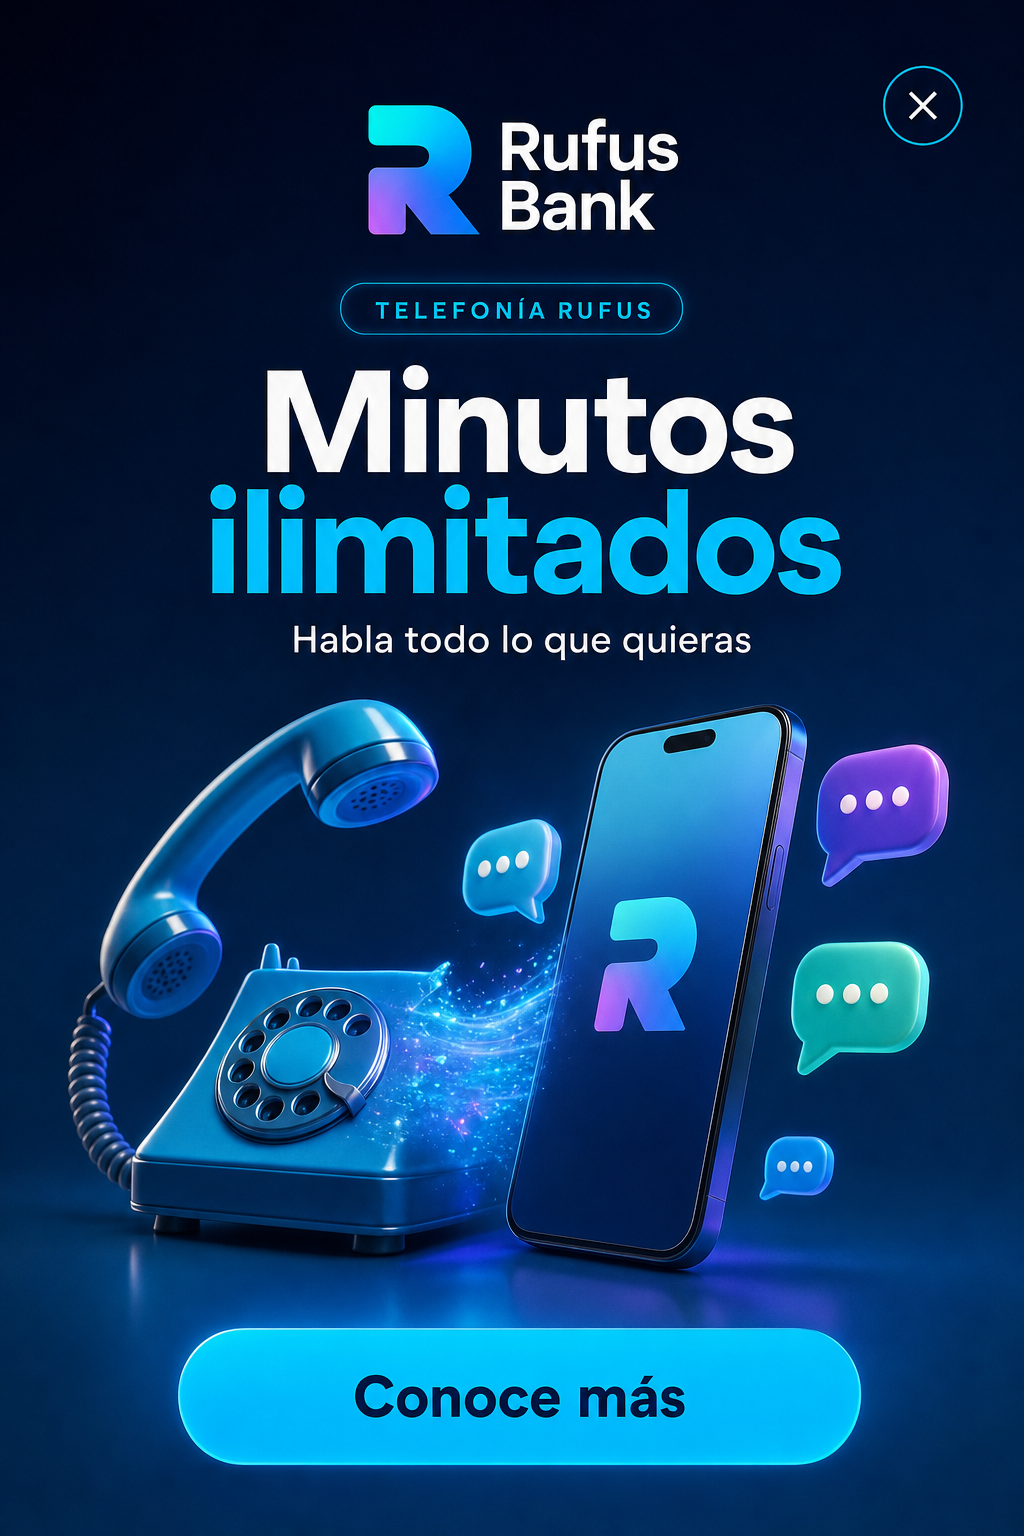 Rufus
Bank
TELEFONÍA RUFUS
Minutos
ilimitados
Habla todo lo que quieras
Conoce más